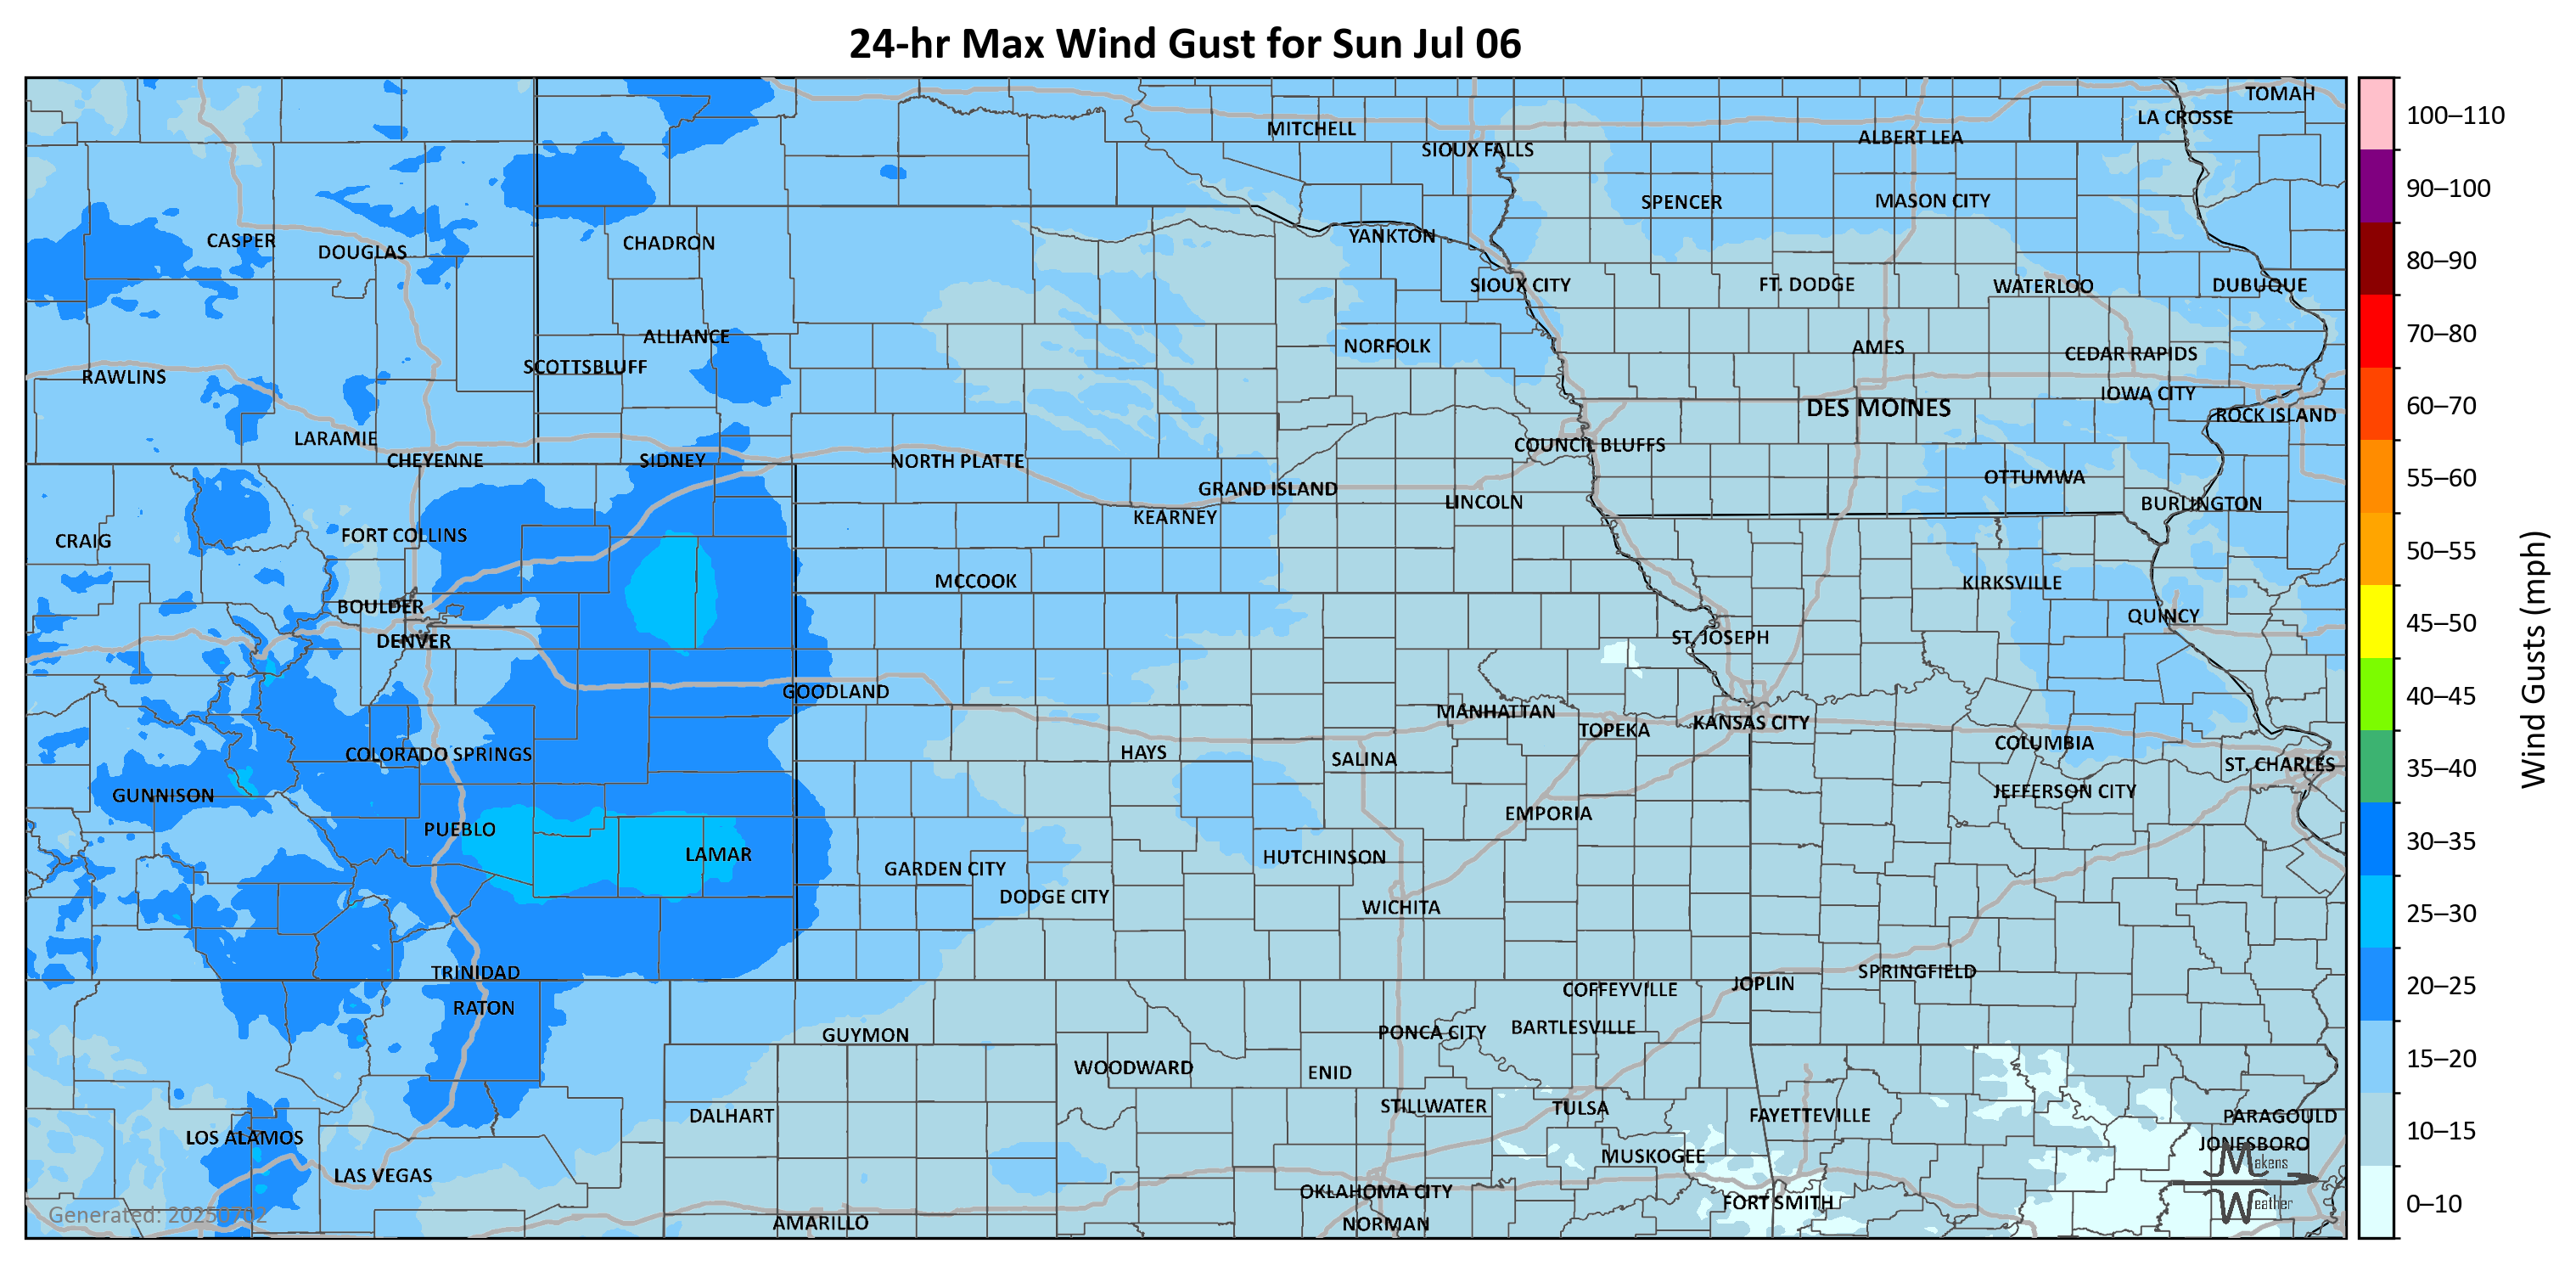 24-hr Max Wind Gust for Sun Jul 06
TOMAH
LA CROSSE
MITCHELL
ALBERT LEA
SIOUX FALLS
SPENCER
MASON CITY
CASPER
DOUGLAS
CHADRON
YANKTON
SIOUX CITY
FT. DODGE
WATERLOO
DUBUQUE
ALLIANCE
NORFOLK
AMES
CEDAR RAPIDS
SCOTTSBLUFF
RAWLINS
IOWA CITY
DES MOINES
ROCK ISLAND
LARAMIE
COUNCIL BLUFFS
CHEYENNE
SIDNEY
NORTH PLATTE
OTTUMWA
GRAND ISLAND
LINCOLN
BURLINGTON
KEARNEY
FORT COLLINS
CRAIG
MCCOOK
KIRKSVILLE
BOULDER
QUINCY
DENVER
ST. JOSEPH
GOODLAND
MANHATTAN
KANSAS CITY
TOPEKA
COLUMBIA
COLORADO SPRINGS
HAYS
SALINA
ST. CHARLES
GUNNISON
JEFFERSON CITY
EMPORIA
PUEBLO
LAMAR
HUTCHINSON
GARDEN CITY
DODGE CITY
WICHITA
TRINIDAD
SPRINGFIELD
JOPLIN
COFFEYVILLE
RATON
GUYMON
PONCA CITY
BARTLESVILLE
WOODWARD
ENID
STILLWATER
TULSA
DALHART
FAYETTEVILLE
PARAGOULD
LOS ALAMOS
JONESBORO
MUSKOGEE
LAS VEGAS
OKLAHOMA CITY
FORT SMITH
AMARILLO
NORMAN
Generated: 20250702
Makens
Weather
100–110
90–100
80–90
70–80
60–70
55–60
50–55
45–50
40–45
35–40
30–35
25–30
20–25
15–20
10–15
0–10
Wind Gusts (mph)